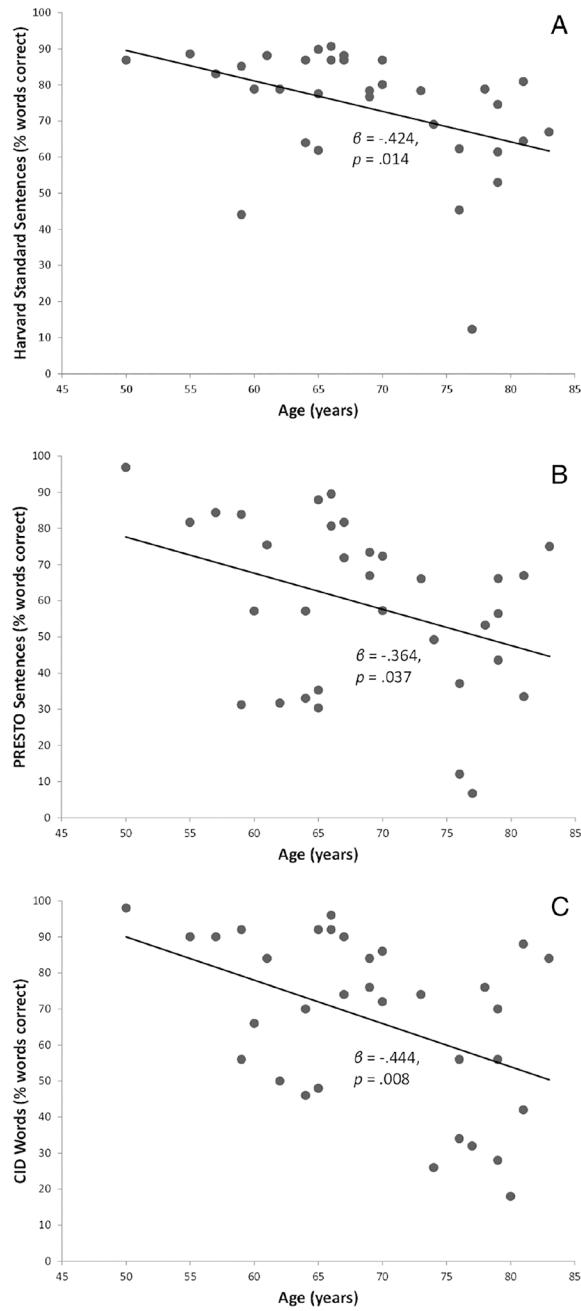 A
Harvard Standard Sentences (% words correct)
100
90
80
70
60
50
40
30
20
10
0
β = -.424,
p = .014
45 50 55 60 65 70 75 80 85
Age (years)
B
PRESTO Sentences (% words correct)
100
90
80
70
60
50
40
30
20
10
0
β = -.364,
p = .037
45 50 55 60 65 70 75 80 85
Age (years)
C
CID Words (% words correct)
100
90
80
70
60
50
40
30
20
10
0
β = -.444,
p = .008
45 50 55 60 65 70 75 80 85
Age (years)